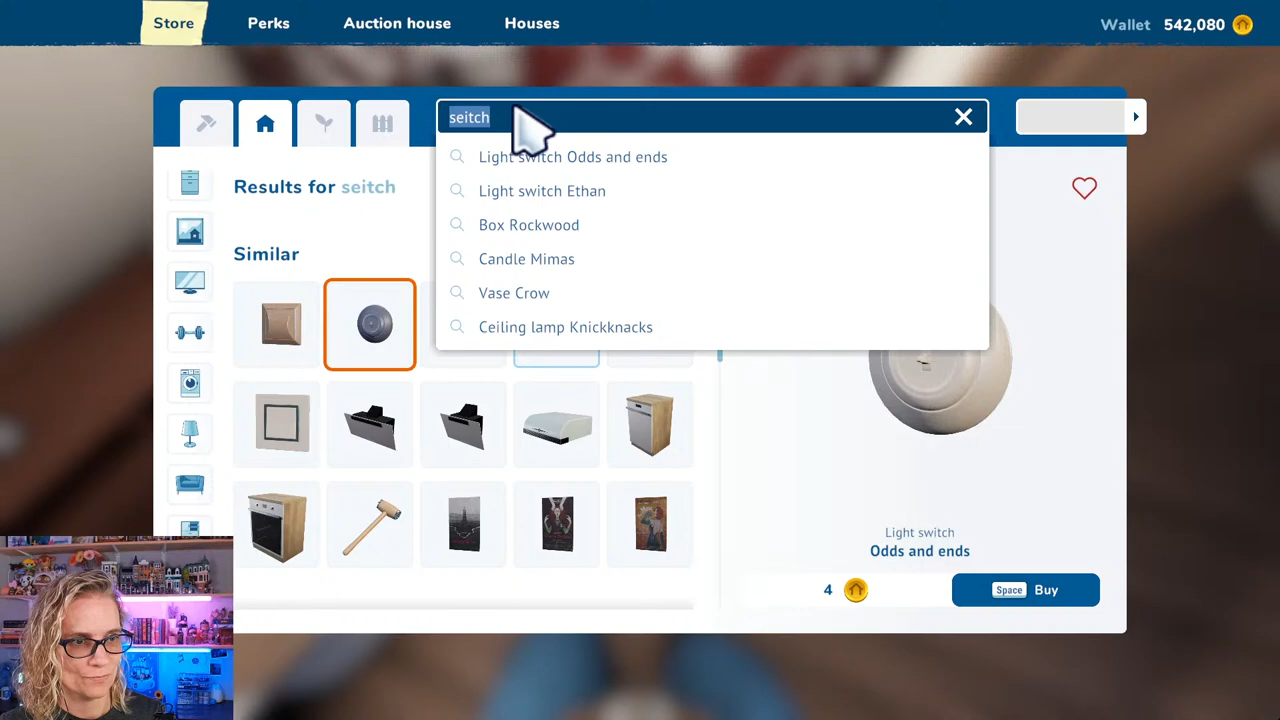 Store
Perks
Auction house
Houses
Wallet 542,080
seitch
Light switch Odds and ends
Light switch Ethan
Box Rockwood
Candle Mimas
Vase Crow
Ceiling lamp Knickknacks
Results for seitch
Similar
Light switch
Odds and ends
4
Space Buy